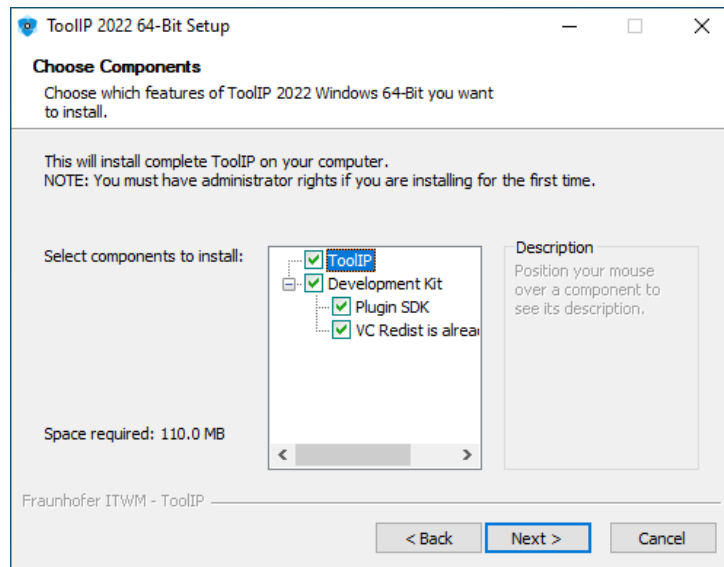 ToolIP 2022 64-Bit Setup
Choose Components
Choose which features of ToolIP 2022 Windows 64-Bit you want
to install.
This will install complete ToolIP on your computer.
NOTE: You must have administrator rights if you are installing for the first time.
Select components to install:
ToolIP
Development Kit
Plugin SDK
VC Redist is alrea
Description
Position your mouse
over a component to
see its description.
Space required: 110.0 MB
Fraunhofer ITWM - ToolIP
< Back
Next >
Cancel